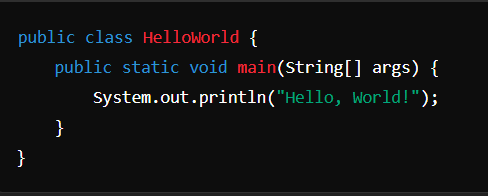 public class HelloWorld {
    public static void main(String[] args) {
        System.out.println("Hello, World!");
    }
}